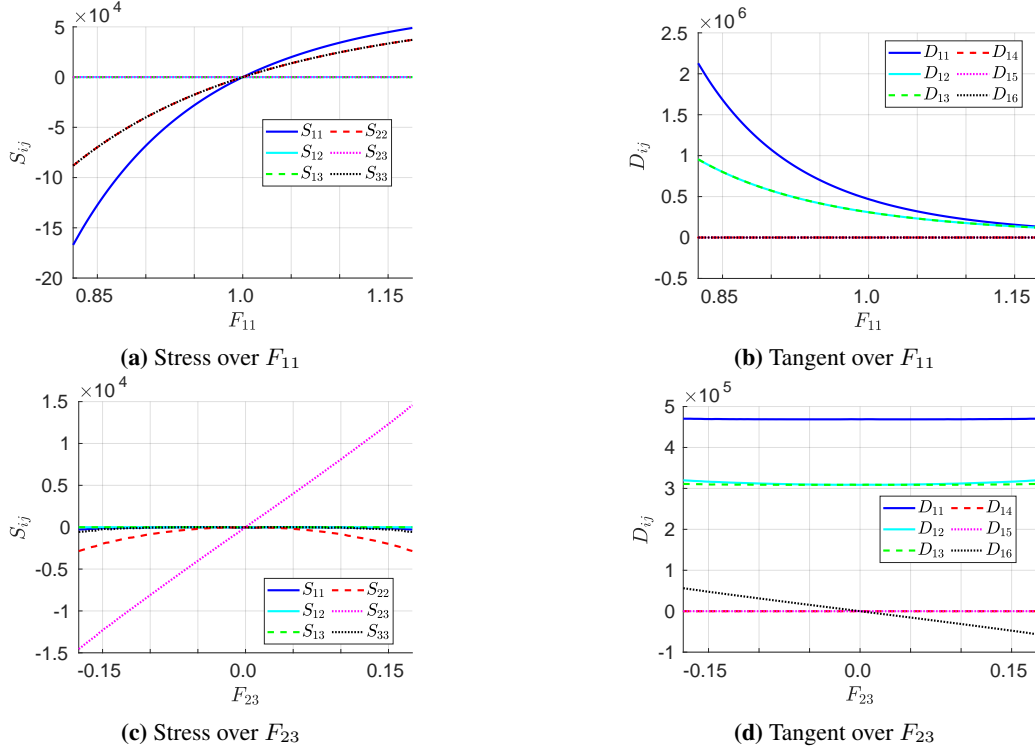 ×10^4
5
0
-5
-10
-15
-20
S_ij
S_11 S_22
S_12 S_23
S_13 S_33
0.85 1.0 1.15
F_11
(a) Stress over F_11
×10^6
2.5
2
1.5
1
0.5
0
-0.5
D_ij
D_11 D_14
D_12 D_15
D_13 D_16
0.85 1.0 1.15
F_11
(b) Tangent over F_11
×10^4
1.5
1
0.5
0
-0.5
-1
-1.5
S_ij
S_11 S_22
S_12 S_23
S_13 S_33
-0.15 0.0 0.15
F_23
(c) Stress over F_23
×10^5
5
4
3
2
1
0
-1
D_ij
D_11 D_14
D_12 D_15
D_13 D_16
-0.15 0.0 0.15
F_23
(d) Tangent over F_23